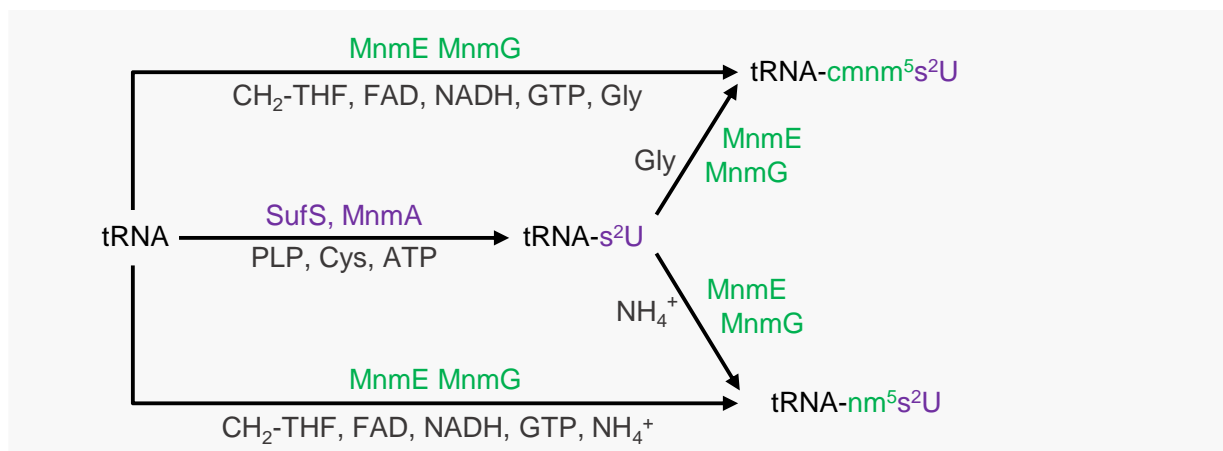 MnmE MnmG
tRNA-cmnm⁵s²U
CH₂-THF, FAD, NADH, GTP, Gly
MnmE
Gly
MnmG
SufS, MnmA
tRNA
tRNA-s²U
PLP, Cys, ATP
MnmE
NH₄⁺
MnmG
MnmE MnmG
tRNA-nm⁵s²U
CH₂-THF, FAD, NADH, GTP, NH₄⁺